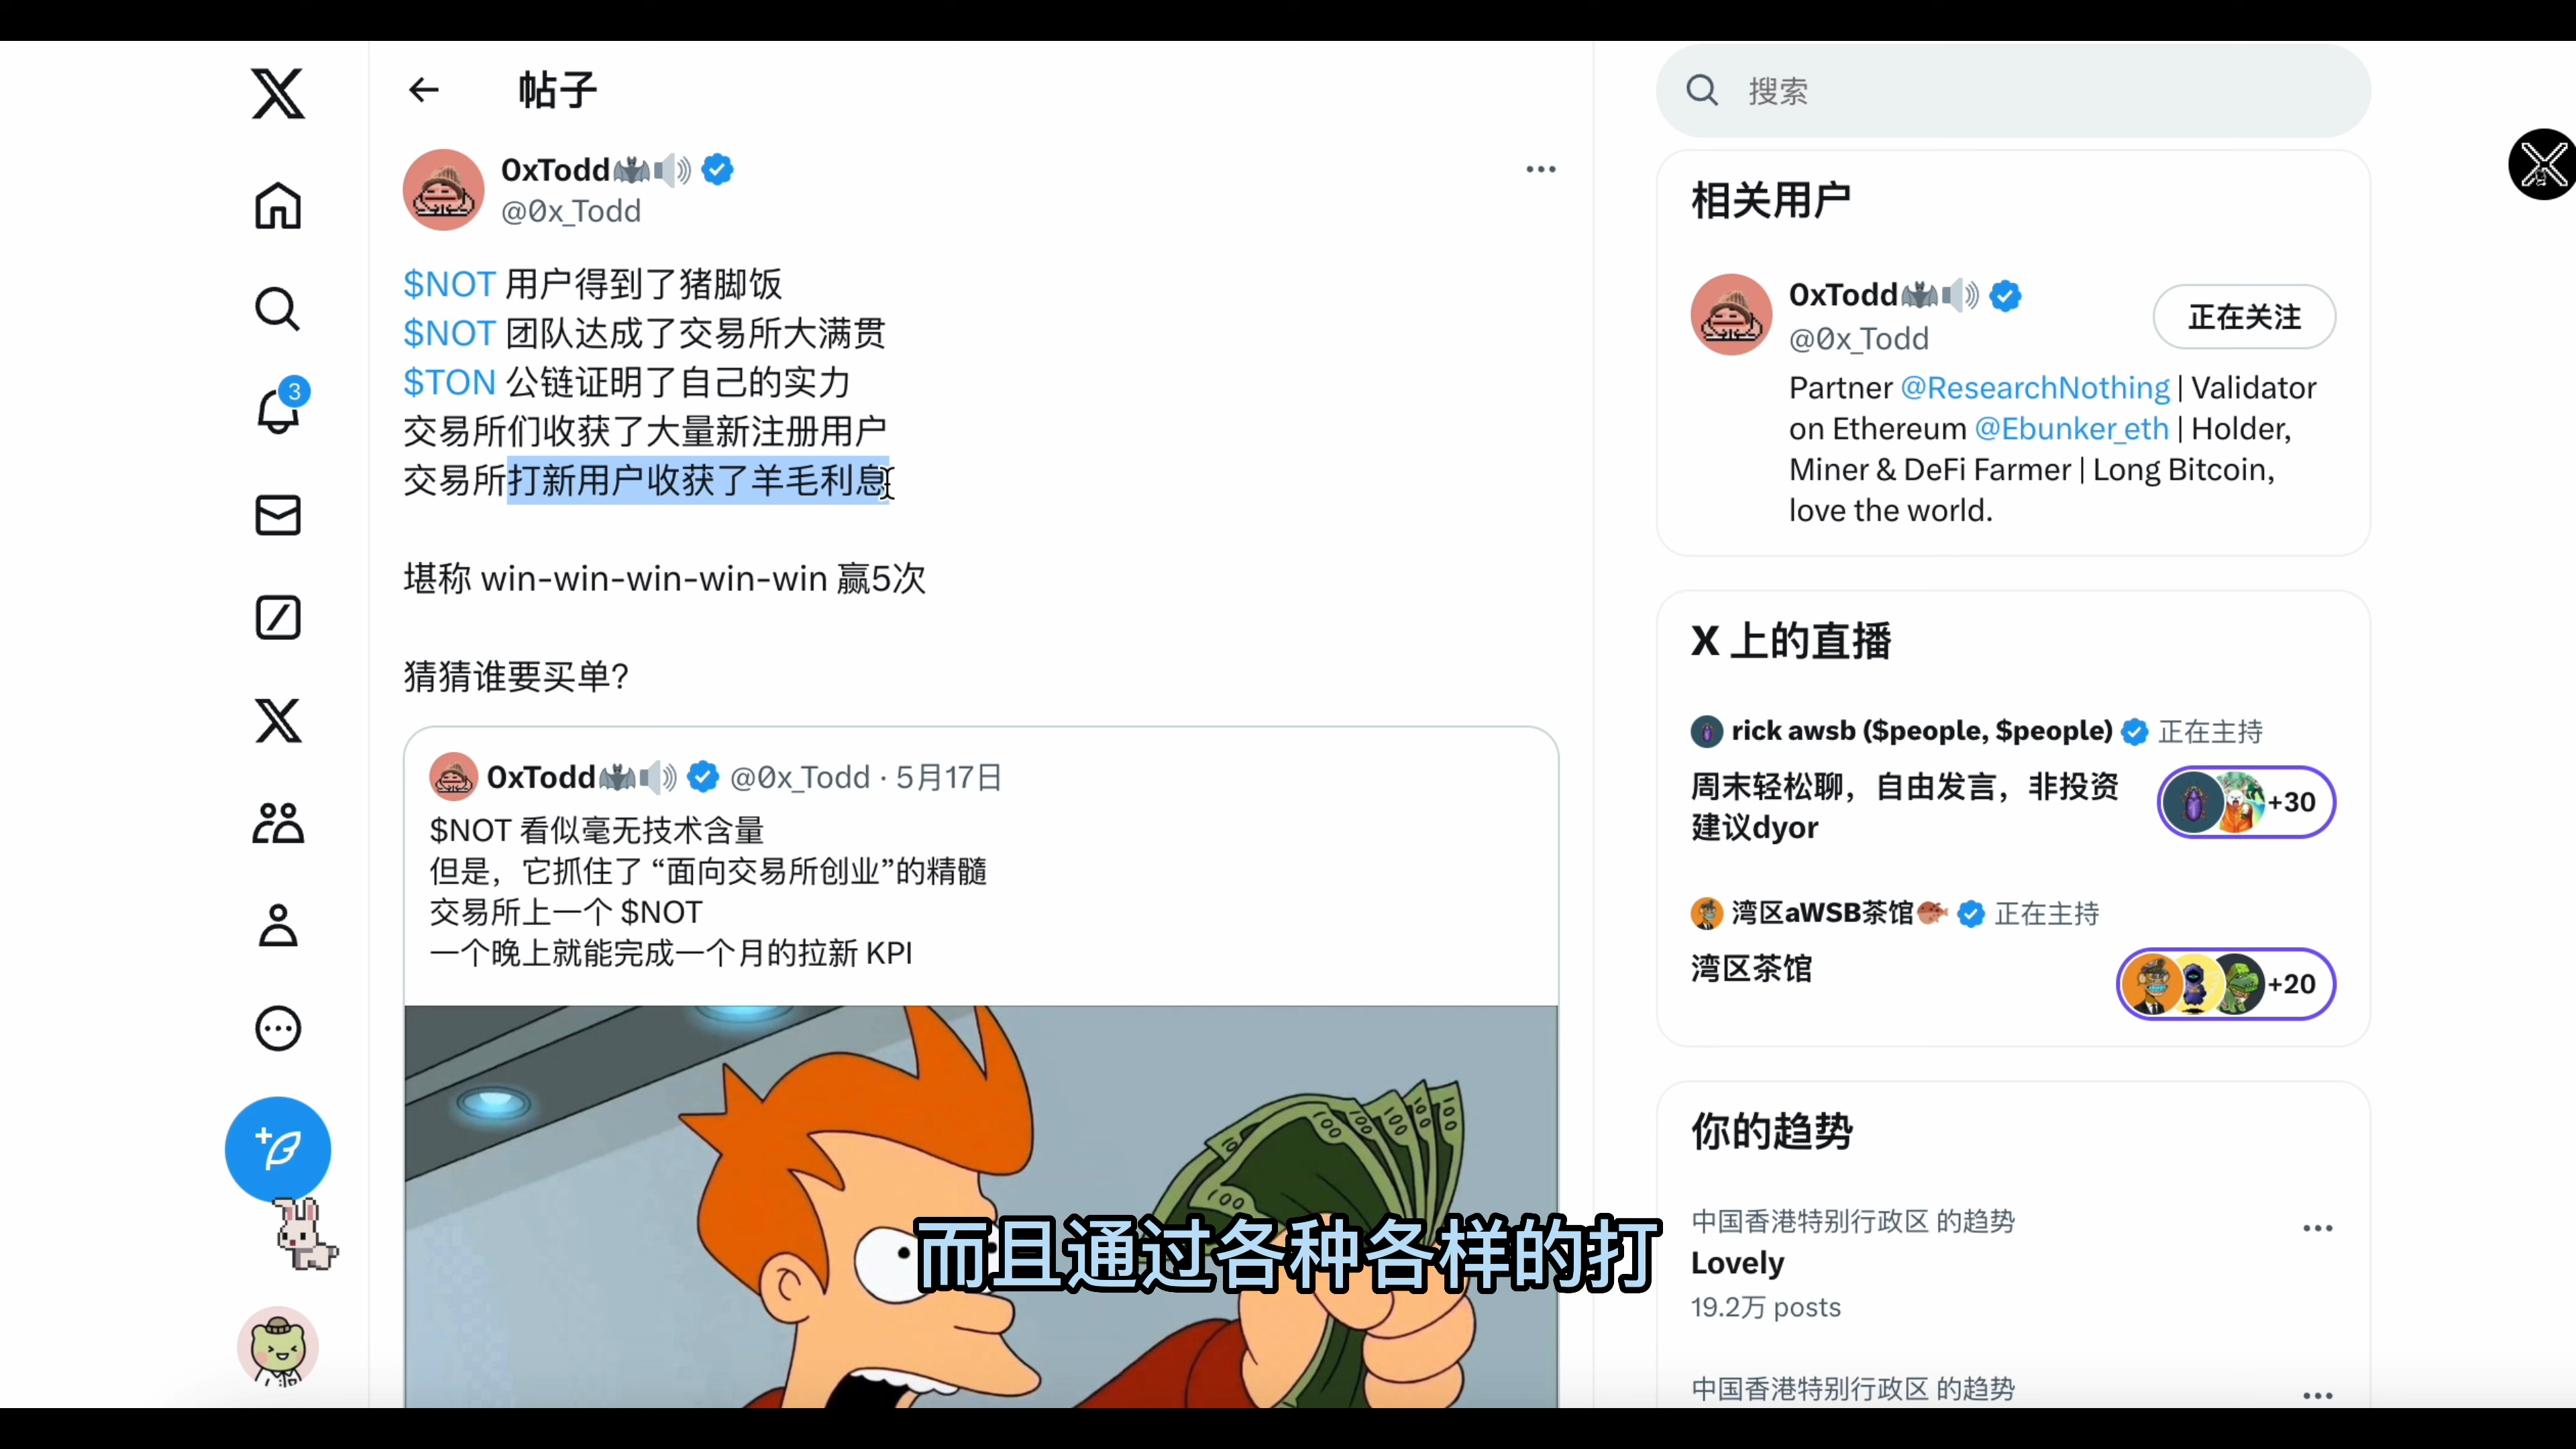 帖子
搜索
0xTodd
@0x_Todd
$NOT 用户得到了猪脚饭
$NOT 团队达成了交易所大满贯
$TON 公链证明了自己的实力
交易所们收获了大量新注册用户
交易所打新用户收获了羊毛利息
堪称 win-win-win-win-win 赢5次
猜猜谁要买单?
0xTodd @0x_Todd · 5月17日
$NOT 看似毫无技术含量
但是，它抓住了 “面向交易所创业”的精髓
交易所上一个 $NOT
一个晚上就能完成一个月的拉新 KPI
100
100
100
100
100
100
而且通过各种各样的打
3
相关用户
0xTodd
@0x_Todd
正在关注
Partner @ResearchNothing | Validator
on Ethereum @Ebunker_eth | Holder,
Miner & DeFi Farmer | Long Bitcoin,
love the world.
X 上的直播
rick awsb ($people, $people) 正在主持
周末轻松聊，自由发言，非投资
建议dyor
+30
湾区aWSB茶馆 正在主持
湾区茶馆
+20
你的趋势
中国香港特别行政区 的趋势
Lovely
19.2万 posts
中国香港特别行政区 的趋势